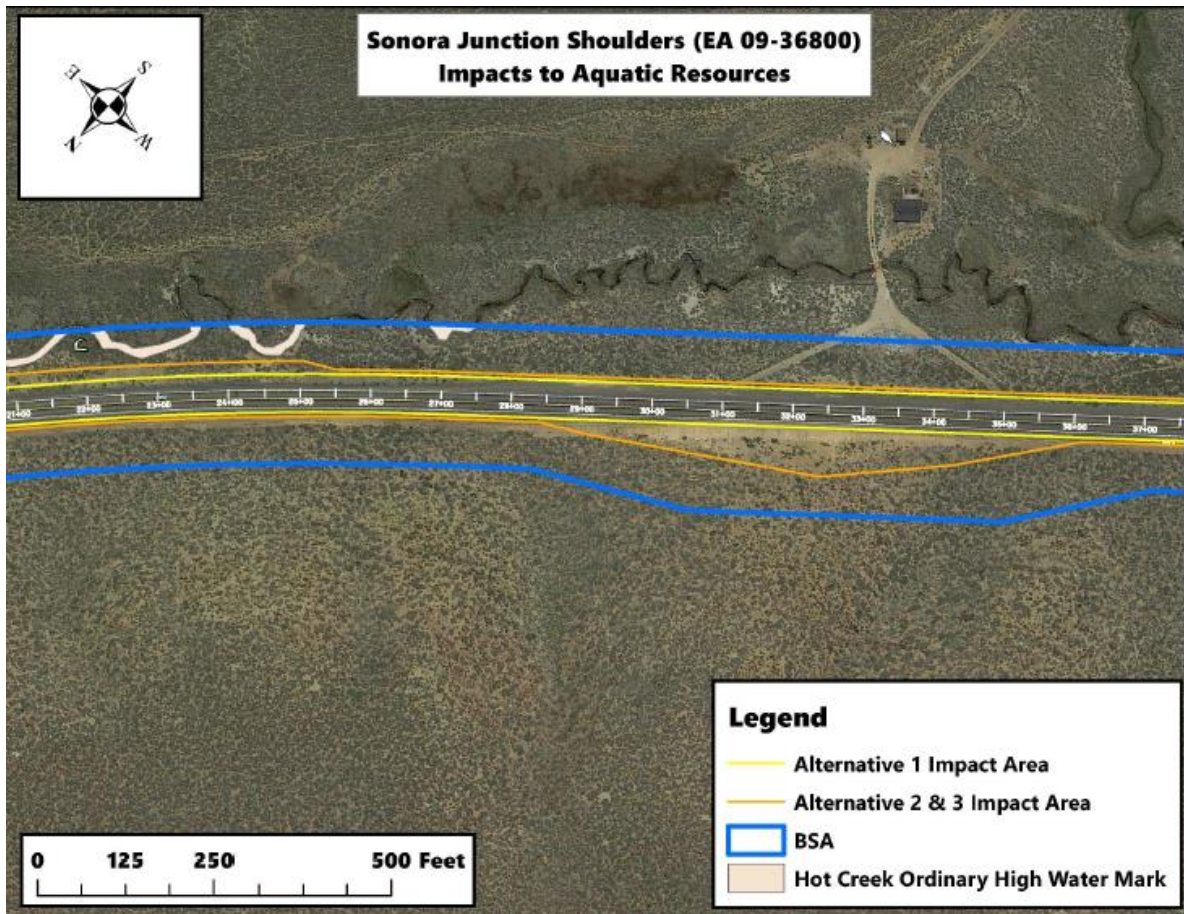 Sonora Junction Shoulders (EA 09-36800)
Impacts to Aquatic Resources
E S
N W
21+00 22+00 23+00 24+00 25+00 26+00 27+00 28+00 29+00 30+00 31+00 32+00 33+00 34+00 35+00 36+00 37+00
Legend
Alternative 1 Impact Area
Alternative 2 & 3 Impact Area
BSA
Hot Creek Ordinary High Water Mark
0 125 250 500 Feet